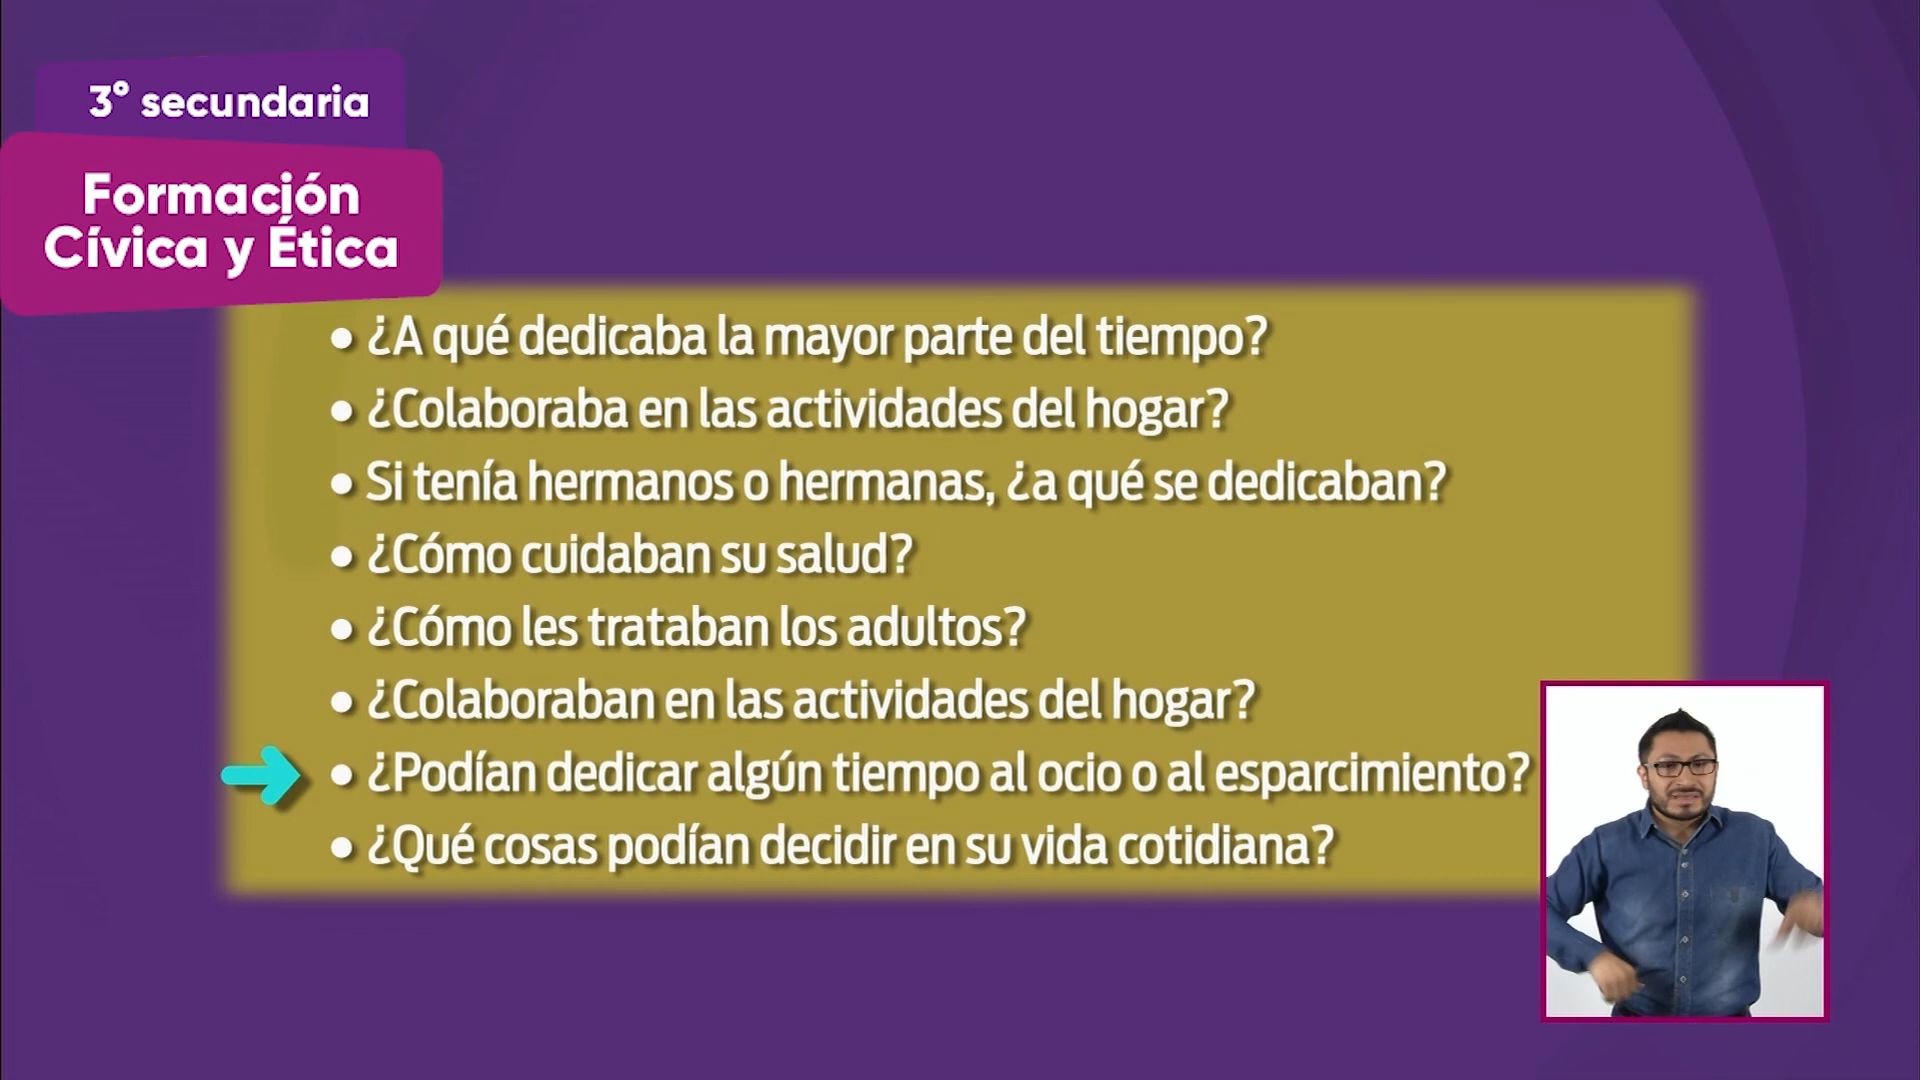 3° secundaria
Formación
Cívica y Ética
• ¿A qué dedicaba la mayor parte del tiempo?
• ¿Colaboraba en las actividades del hogar?
• Si tenía hermanos o hermanas, ¿a qué se dedicaban?
• ¿Cómo cuidaban su salud?
• ¿Cómo les trataban los adultos?
• ¿Colaboraban en las actividades del hogar?
• ¿Podían dedicar algún tiempo al ocio o al esparcimiento?
• ¿Qué cosas podían decidir en su vida cotidiana?